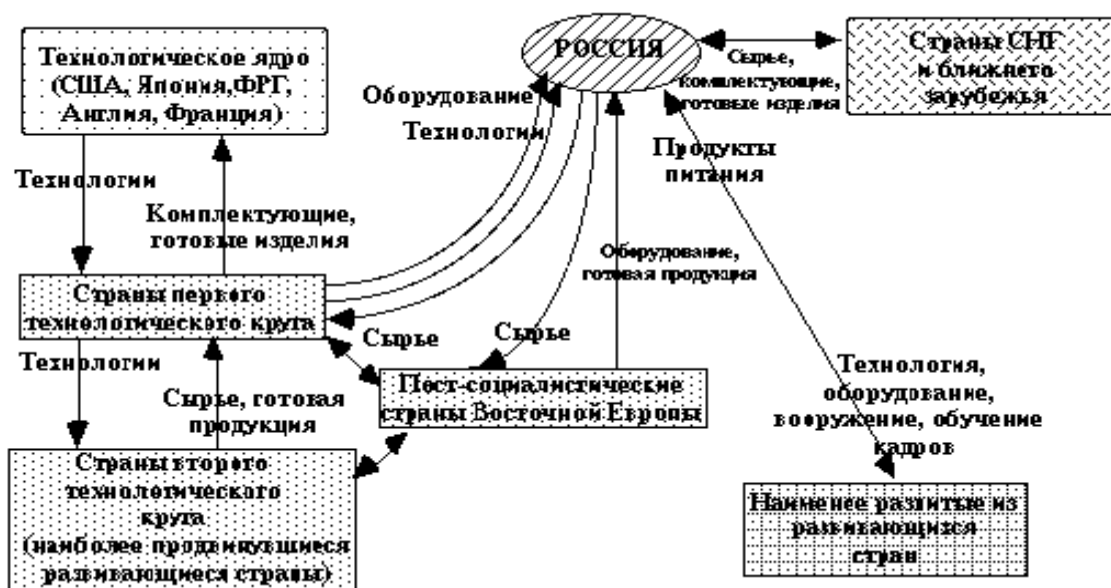 Технологическое ядро
(США, Япония,ФРГ,
Англия, Франция)
РОССИЯ
Страны СНГ
и ближнего
зарубежья
Сырье,
комплектующие,
готовые изделия
Оборудование
Технологии
Продукты
питания
Технологии
Комплектующие,
готовые изделия
Оборудование,
готовая продукция
Страны первого
технологического круга
Сырье
Сырье
Технологии
Сырье, готовая
продукция
Пост-социалистические
страны Восточной Европы
Технология,
оборудование,
вооружение, обучение
кадров
Страны второго
технологического
круга
(наиболее продвинувшиеся
развивающиеся страны)
Наименее развитые из
развивающихся
стран